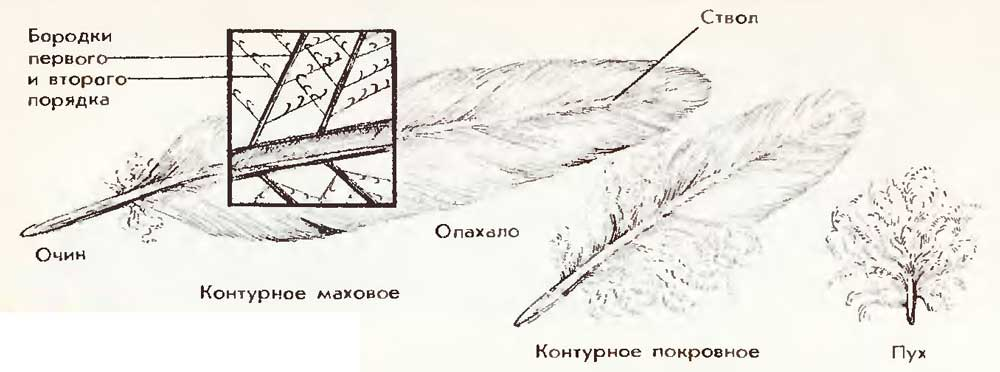 Бородки
первого
и второго
порядка
Ствол
Очин
Опахало
Контурное маховое
Контурное покровное
Пух